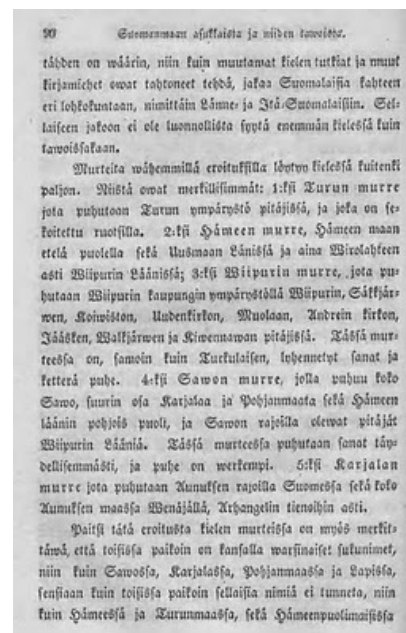 90 Suomenmaan asukkaista ja niiden tawoista.
tähden on wäärin, niin kuin muutamat kielen tutkiat ja muut
kirjamiehet owat tahtoneet tehdä, jakaa Suomalaisia kahteen
eri lohkokuntaan, nimittäin Länne- ja Itä-Suomalaisiin. Sel-
laiseen jakoon ei ole luonnollista syytä enemmän kielessä kuin
tawoissakaan.
Murteita wähemmillä eroituksilla löytyy kielessä kuitenki
paljon. Niistä owat merkillisimmät: 1:ksi Turun murre
jota puhutaan Turun ympäristö pitäjissä, ja joka on se-
koitettu ruotsilla. 2:ksi Hämeen murre, Hämeen maan
etelä puolella sekä Uusmaan Länissä ja aina Wirolahteen
asti Wiipurin Läänissä; 3:ksi Wiipurin murre, jota pu-
hutaan Wiipurin kaupungin ympärystöllä Wiipurin, Säkkjär-
wen, Koiwiston, Uudenkirkon, Muolaan, Andrein kirkon,
Jääsken, Walkjärwen ja Kiwennawan pitäjissä. Tässä mur-
teessa on, samoin kuin Turkulaisen, lyhennetyt sanat ja
ketterä puhe. 4:ksi Sawon murre, jolla puhuu koko
Sawo, suurin osa Karjalaa ja Pohjanmaata sekä Hämeen
läänin pohjois puoli, ja Sawon rajoilla olewat pitäjät
Wiipurin Lääniä. Tässä murteessa puhutaan sanat täy-
dellisemmästi, ja puhe on werkempi. 5:ksi Karjalan
murre jota puhutaan Aunuksen rajoilla Suomessa sekä koko
Aunuksen maassa Wenäjällä, Arhangelin tienoihin asti.
Paitsi tätä eroitusta kielen murteissa on myös merkit-
täwä, että toisissa paikoin on kansalla warsinaiset sukunimet,
niin kuin Sawossa, Karjalassa, Pohjanmaassa ja Lapissa,
sensiaan kuin toisissa paikoin sellaisia nimiä ei tunneta, niin
kuin Hämeessä ja Turunmaassa, sekä Hämeenpuolimaisissa